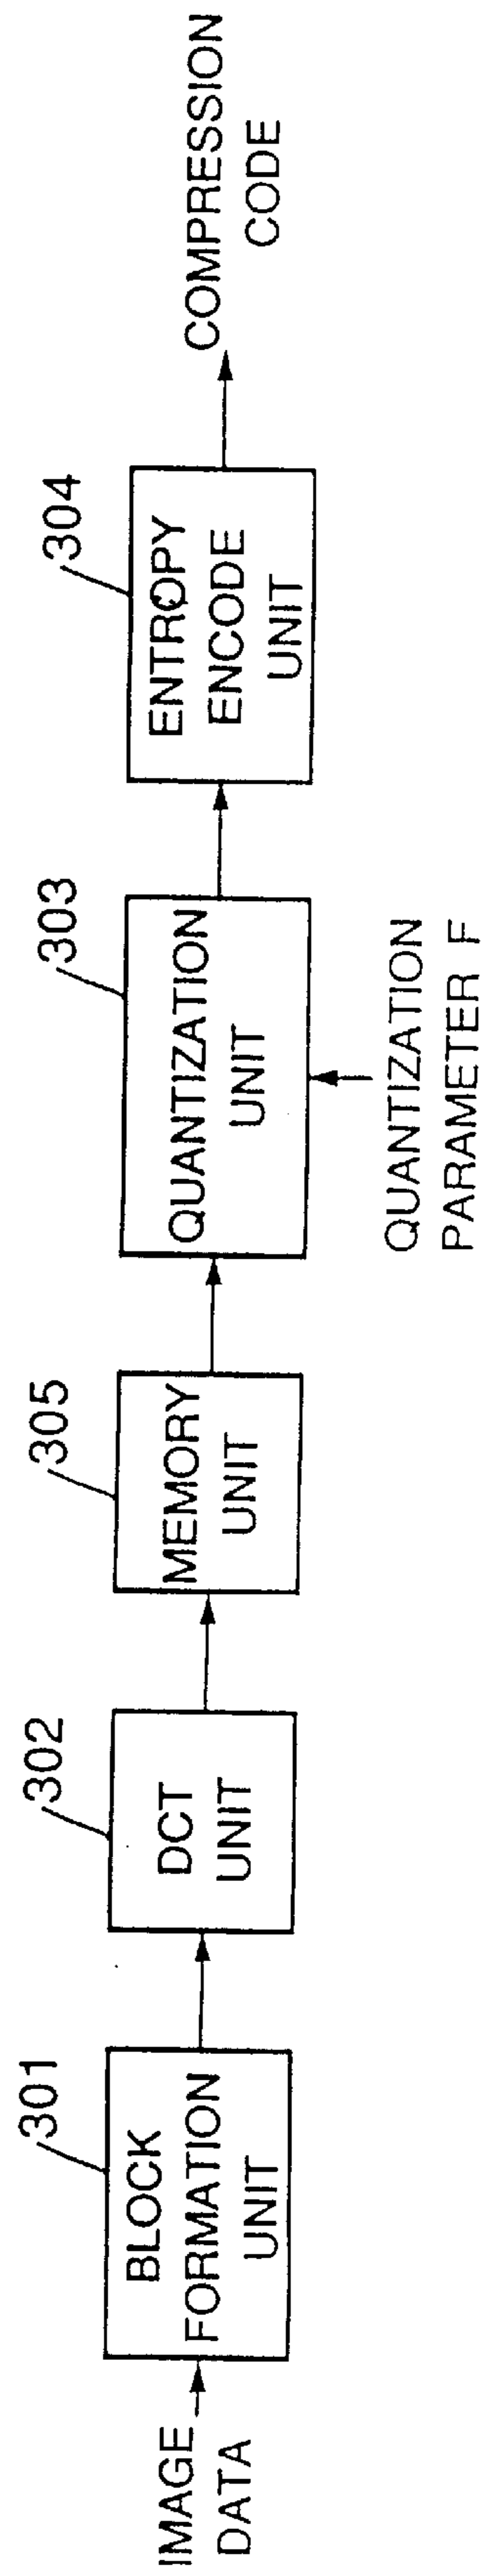 IMAGE
DATA
301
BLOCK
FORMATION
UNIT
302
DCT
UNIT
305
MEMORY
UNIT
303
QUANTIZATION
UNIT
QUANTIZATION
PARAMETER F
304
ENTROPY
ENCODE
UNIT
COMPRESSION
CODE